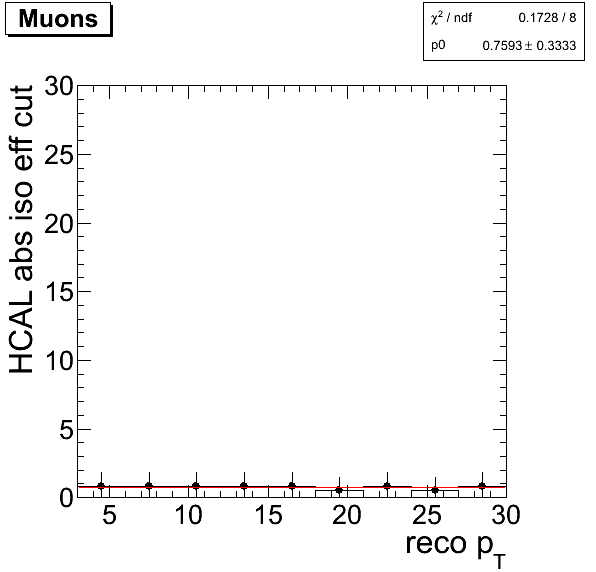 Muons
χ² / ndf 0.1728 / 8
p0 0.7593 ± 0.3333
HCAL abs iso eff cut
30
25
20
15
10
5
0
5 10 15 20 25 30
reco pT